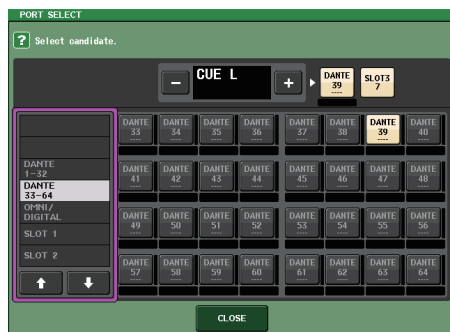 PORT SELECT
? Select candidate.
− CUE L + DANTE 39 ---- SLOT3 7
DANTE 33 ---- DANTE 34 ---- DANTE 35 ---- DANTE 36 ---- DANTE 37 ---- DANTE 38 ---- DANTE 39 ---- DANTE 40 ----
DANTE 1-32
DANTE 41 ---- DANTE 42 ---- DANTE 43 ---- DANTE 44 ---- DANTE 45 ---- DANTE 46 ---- DANTE 47 ---- DANTE 48 ----
DANTE 33-64
OMNI/ DIGITAL
DANTE 49 ---- DANTE 50 ---- DANTE 51 ---- DANTE 52 ---- DANTE 53 ---- DANTE 54 ---- DANTE 55 ---- DANTE 56 ----
SLOT 1
SLOT 2
DANTE 57 ---- DANTE 58 ---- DANTE 59 ---- DANTE 60 ---- DANTE 61 ---- DANTE 62 ---- DANTE 63 ---- DANTE 64 ----
CLOSE